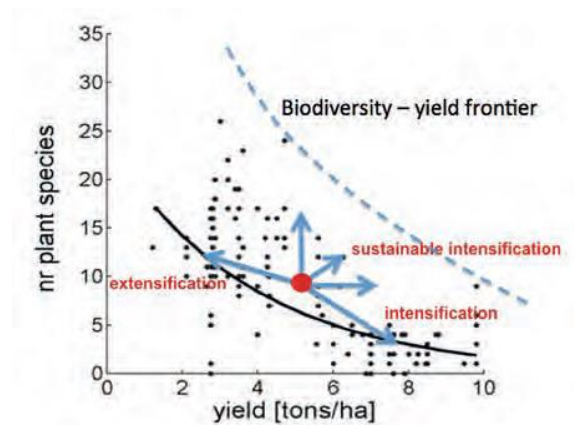 35
30
25
20
15
10
5
0
nr plant species
Biodiversity – yield frontier
sustainable intensification
extensification
intensification
0 2 4 6 8 10
yield [tons/ha]